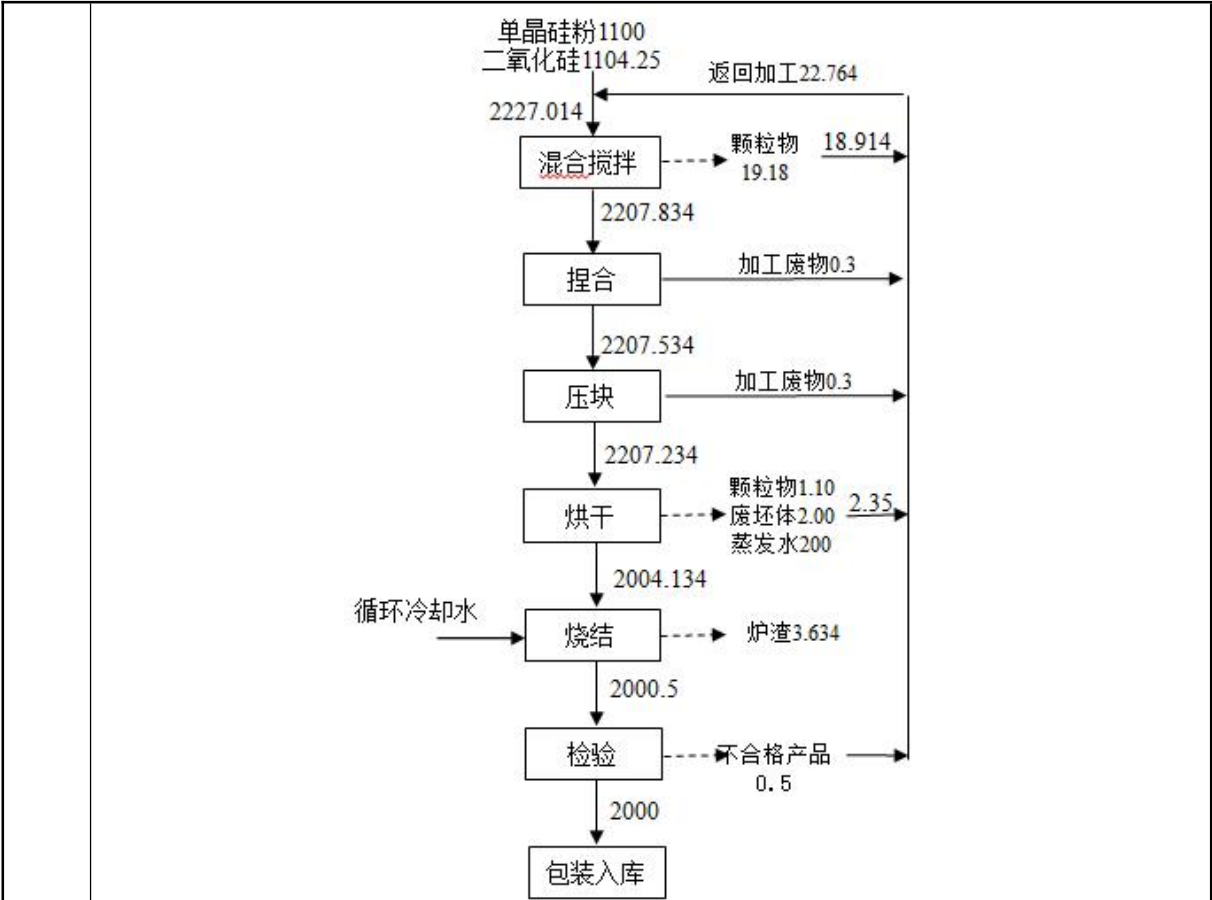 单晶硅粉1100
二氧化硅1104.25
返回加工22.764
2227.014
混合搅拌
颗粒物
19.18
18.914
2207.834
捏合
加工废物0.3
2207.534
压块
加工废物0.3
2207.234
烘干
颗粒物1.10
废坯体2.00
蒸发水200
2.35
2004.134
循环冷却水
烧结
炉渣3.634
2000.5
检验
不合格产品
0.5
2000
包装入库